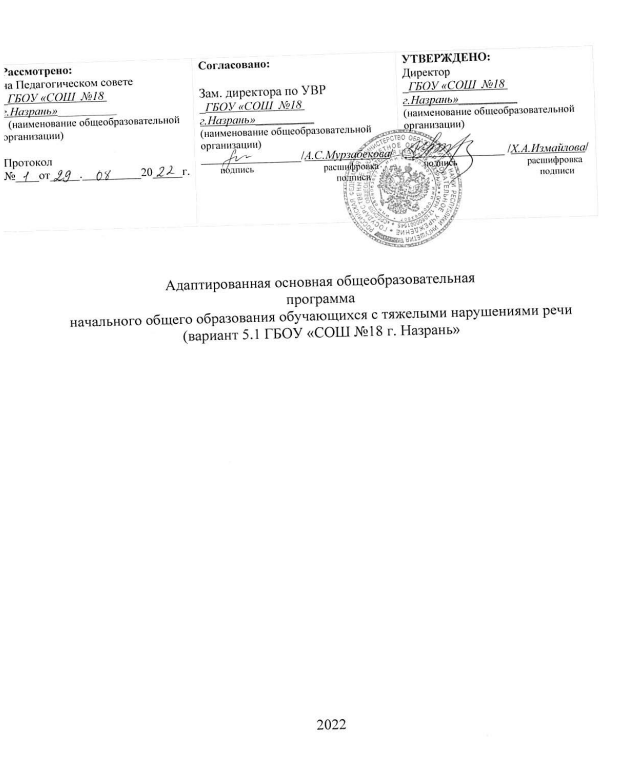 Рассмотрено:
на Педагогическом совете
ГБОУ «СОШ №18
г.Назрань»
(наименование общеобразовательной
организации)
Протокол
№ 1 от 29 . 08 2022 г.
Согласовано:
Зам. директора по УВР
ГБОУ «СОШ №18
г.Назрань»
(наименование общеобразовательной
организации)
/А.С.Мурзабекова/
подпись расшифровка
подписи
УТВЕРЖДЕНО:
Директор
ГБОУ «СОШ №18
г.Назрань»
(наименование общеобразовательной
организации)
/Х.А.Измайлова/
подпись расшифровка
подписи
Адаптированная основная общеобразовательная
программа
начального общего образования обучающихся с тяжелыми нарушениями речи
(вариант 5.1 ГБОУ «СОШ №18 г. Назрань»
2022